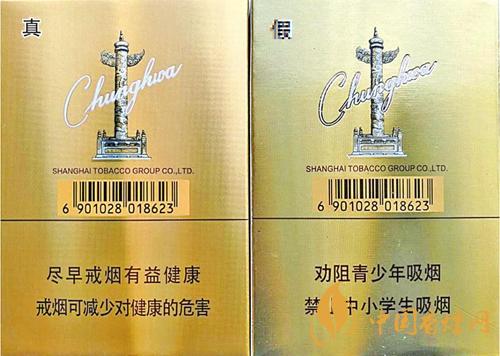 真
Chunghwa
SHANGHAI TOBACCO GROUP CO.,LTD.
6 901028 018623
尽早戒烟有益健康
戒烟可减少对健康的危害
假
Chunghwa
SHANGHAI TOBACCO GROUP CO.,LTD.
6 901028 018623
劝阻青少年吸烟
禁止中小学生吸烟